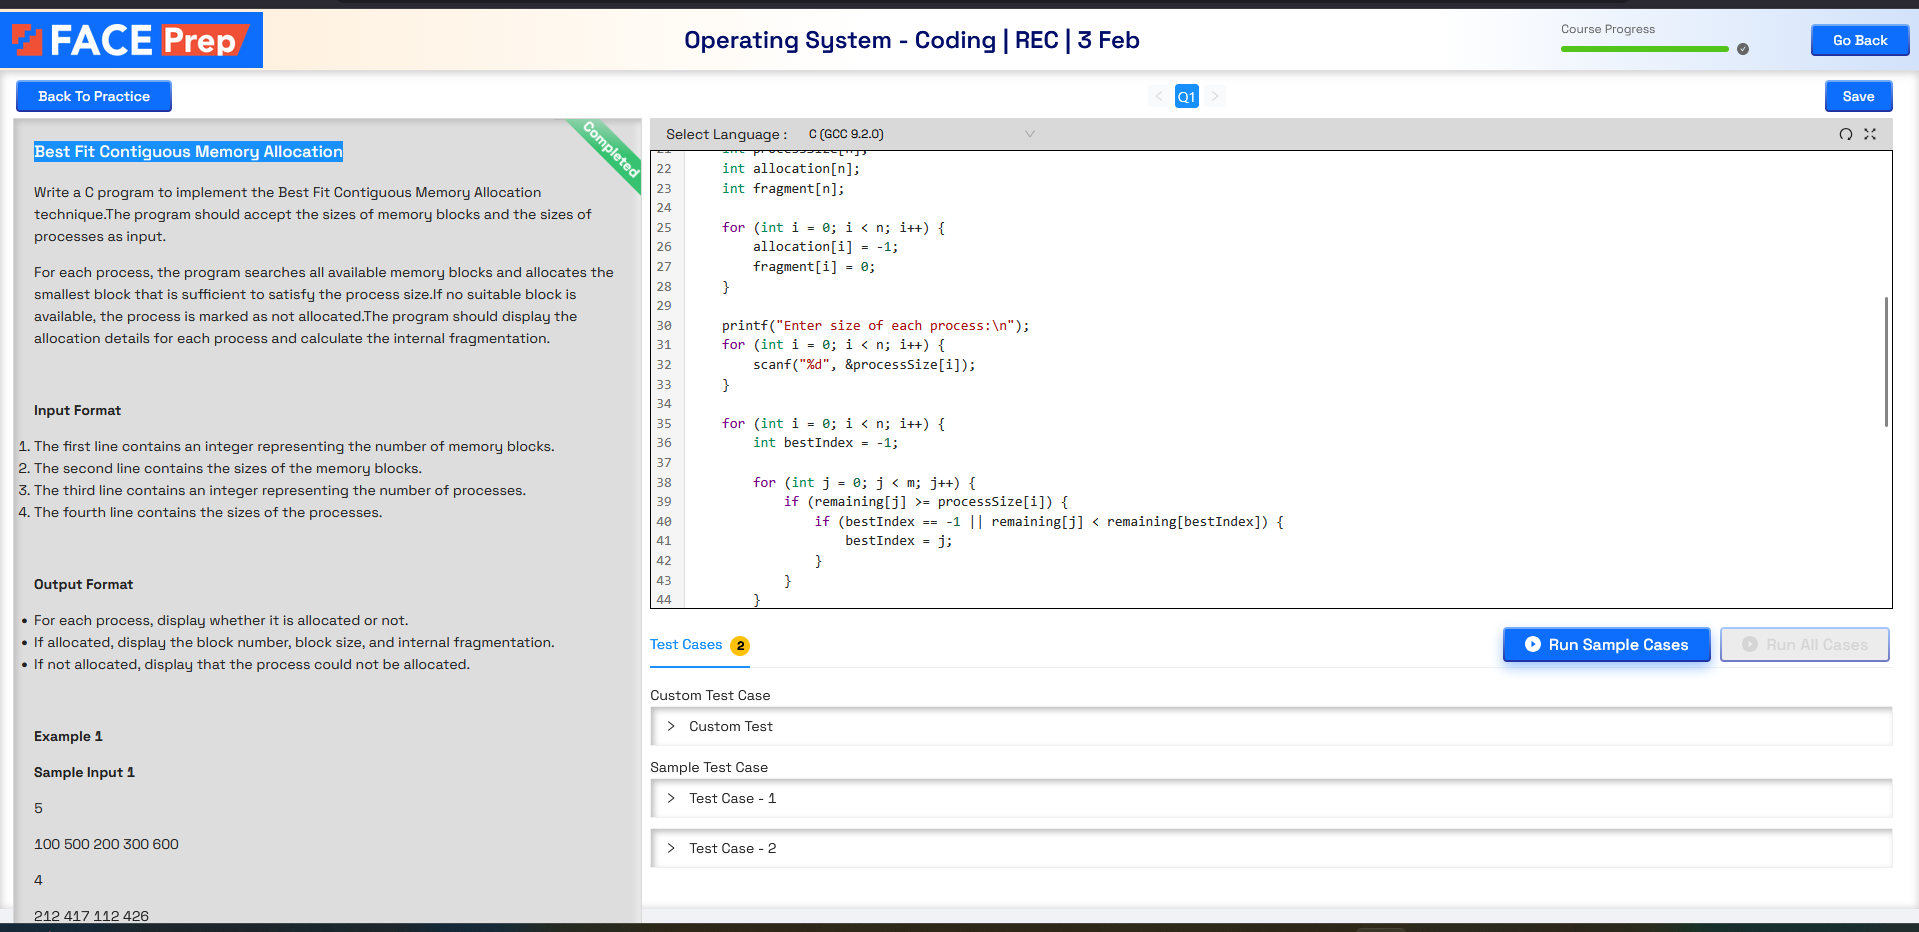 FACE Prep
Operating System - Coding | REC | 3 Feb
Course Progress
Go Back
Back To Practice
< Q1 >
Save
Completed
Best Fit Contiguous Memory Allocation
Write a C program to implement the Best Fit Contiguous Memory Allocation
technique.The program should accept the sizes of memory blocks and the sizes of
processes as input.
For each process, the program searches all available memory blocks and allocates the
smallest block that is sufficient to satisfy the process size.If no suitable block is
available, the process is marked as not allocated.The program should display the
allocation details for each process and calculate the internal fragmentation.
Input Format
1. The first line contains an integer representing the number of memory blocks.
2. The second line contains the sizes of the memory blocks.
3. The third line contains an integer representing the number of processes.
4. The fourth line contains the sizes of the processes.
Output Format
• For each process, display whether it is allocated or not.
• If allocated, display the block number, block size, and internal fragmentation.
• If not allocated, display that the process could not be allocated.
Example 1
Sample Input 1
5
100 500 200 300 600
4
212 417 112 426
Select Language : C (GCC 9.2.0)
21 int processSize[n];
22 int allocation[n];
23 int fragment[n];
24
25 for (int i = 0; i < n; i++) {
26 allocation[i] = -1;
27 fragment[i] = 0;
28 }
29
30 printf("Enter size of each process:\n");
31 for (int i = 0; i < n; i++) {
32 scanf("%d", &processSize[i]);
33 }
34
35 for (int i = 0; i < n; i++) {
36 int bestIndex = -1;
37
38 for (int j = 0; j < m; j++) {
39 if (remaining[j] >= processSize[i]) {
40 if (bestIndex == -1 || remaining[j] < remaining[bestIndex]) {
41 bestIndex = j;
42 }
43 }
44 }
Test Cases 2
Run Sample Cases
Run All Cases
Custom Test Case
> Custom Test
Sample Test Case
> Test Case - 1
> Test Case - 2